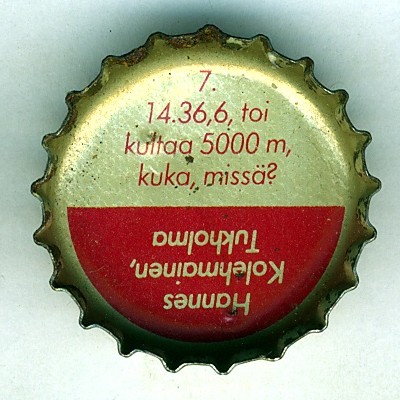 7.
14.36,6, toi
kultaa 5000 m,
kuka, missä?
Hannes
Kolehmainen,
Tukholma